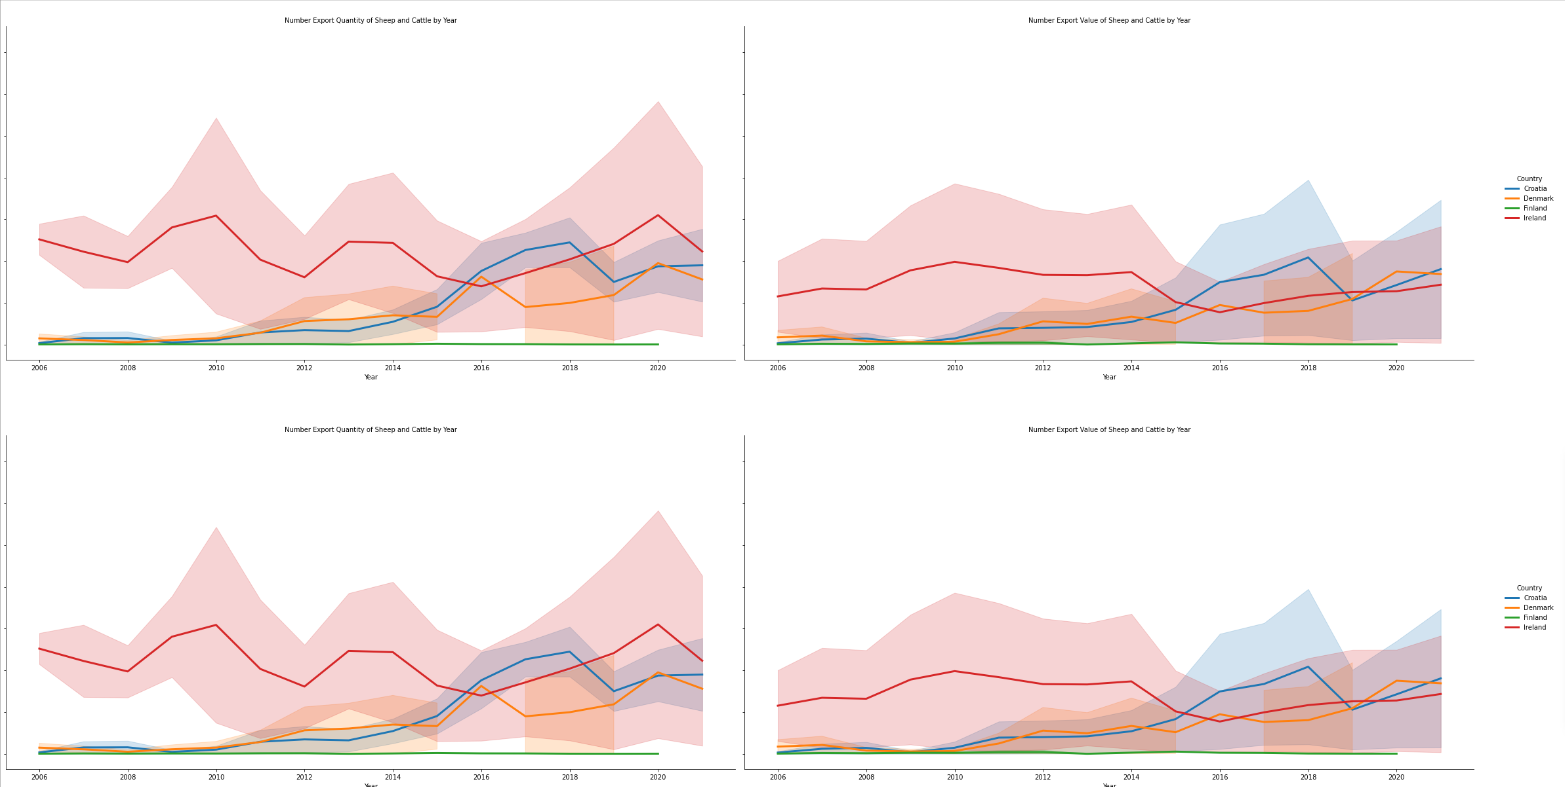 Number Export Quantity of Sheep and Cattle by Year
Number Export Value of Sheep and Cattle by Year
Country
Croatia
Denmark
Finland
Ireland
2006 2008 2010 2012 2014 2016 2018 2020
Year
2006 2008 2010 2012 2014 2016 2018 2020
Year
Number Export Quantity of Sheep and Cattle by Year
Number Export Value of Sheep and Cattle by Year
Country
Croatia
Denmark
Finland
Ireland
2006 2008 2010 2012 2014 2016 2018 2020
Year
2006 2008 2010 2012 2014 2016 2018 2020
Year